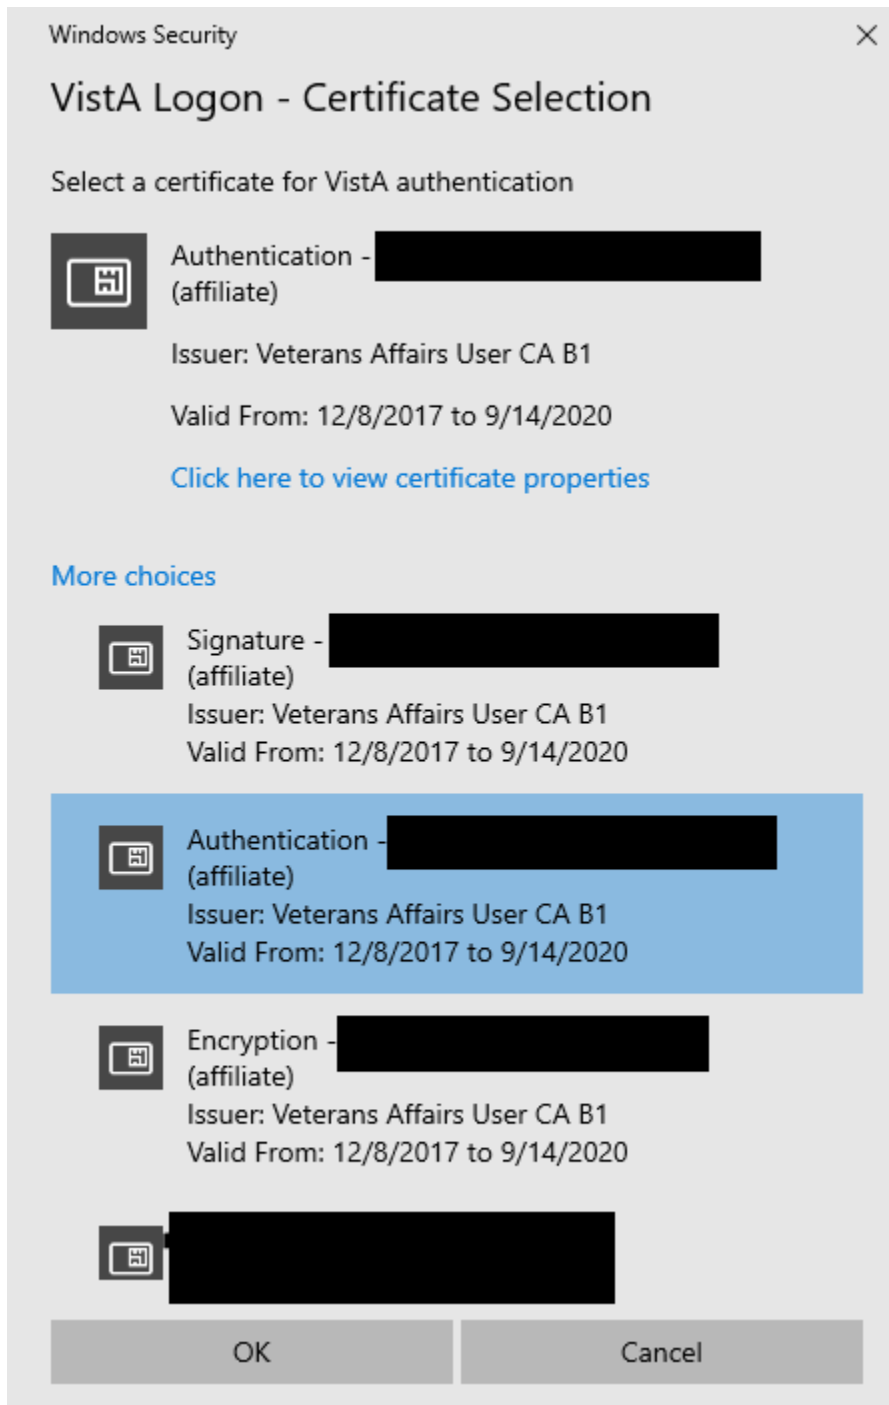 Windows Security
VistA Logon - Certificate Selection
Select a certificate for VistA authentication
Authentication -
(affiliate)
Issuer: Veterans Affairs User CA B1
Valid From: 12/8/2017 to 9/14/2020
Click here to view certificate properties
More choices
Signature -
(affiliate)
Issuer: Veterans Affairs User CA B1
Valid From: 12/8/2017 to 9/14/2020
Authentication -
(affiliate)
Issuer: Veterans Affairs User CA B1
Valid From: 12/8/2017 to 9/14/2020
Encryption -
(affiliate)
Issuer: Veterans Affairs User CA B1
Valid From: 12/8/2017 to 9/14/2020
OK Cancel